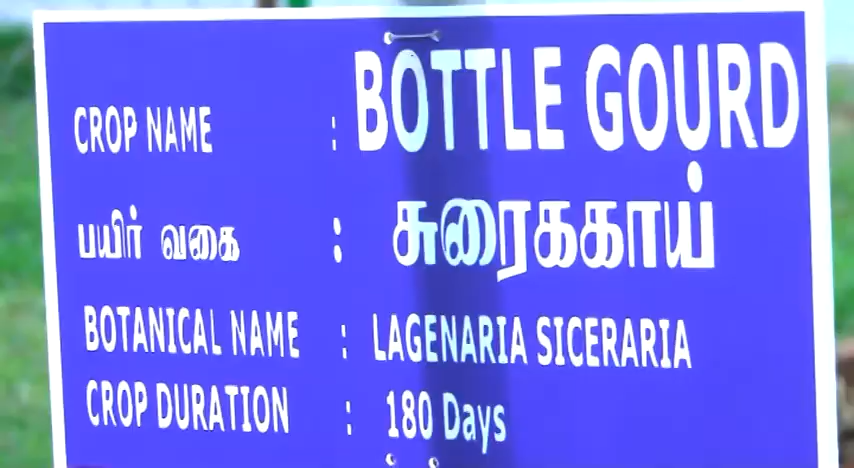 CROP NAME : BOTTLE GOURD
பயிர் வகை : சுரைககாய்
BOTANICAL NAME : LAGENARIA SICERARIA
CROP DURATION : 180 Days